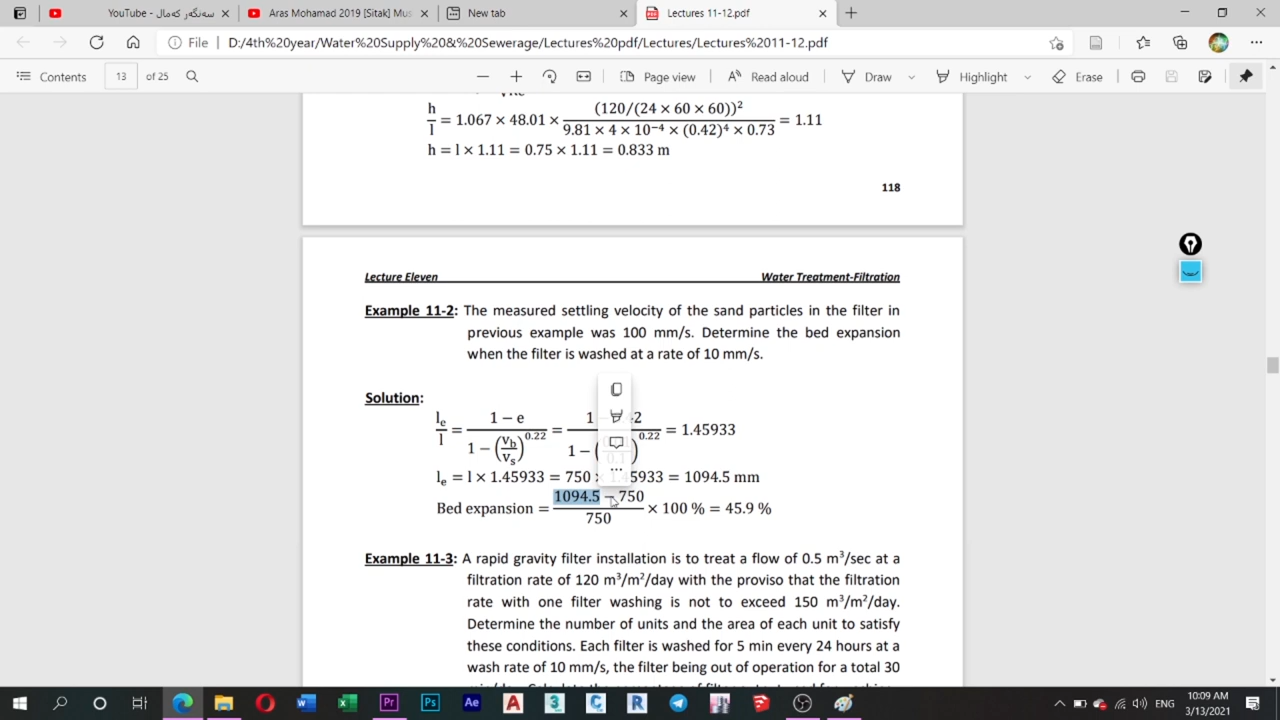 YouTube - سەنگەر کەمال
Aras Mohamad 2019 [Sitak] Mus
New tab
Lectures 11-12.pdf
File
D:/4th%20year/Water%20Supply%20&%20Sewerage/Lectures%20pdf/Lectures/Lectures%2011-12.pdf
Contents
13
of 25
Page view
Read aloud
Draw
Highlight
Erase
h/l = 1.067 × 48.01 × (120/(24 × 60 × 60))² / 9.81 × 4 × 10⁻⁴ × (0.42)⁴ × 0.73 = 1.11
h = l × 1.11 = 0.75 × 1.11 = 0.833 m
118
Lecture Eleven
Water Treatment-Filtration
Example 11-2: The measured settling velocity of the sand particles in the filter in
previous example was 100 mm/s. Determine the bed expansion
when the filter is washed at a rate of 10 mm/s.
Solution:
lₑ/l = 1 − e / 1 − (v_b/v_s)^0.22 = 1 2 / 1 − ( 0.1)^0.22 = 1.45933
lₑ = l × 1.45933 = 750 × 1.45933 = 1094.5 mm
Bed expansion = 1094.5 − 750 / 750 × 100 % = 45.9 %
Example 11-3: A rapid gravity filter installation is to treat a flow of 0.5 m³/sec at a
filtration rate of 120 m³/m²/day with the proviso that the filtration
rate with one filter washing is not to exceed 150 m³/m²/day.
Determine the number of units and the area of each unit to satisfy
these conditions. Each filter is washed for 5 min every 24 hours at a
wash rate of 10 mm/s, the filter being out of operation for a total 30
ENG
10:09 AM
3/13/2021